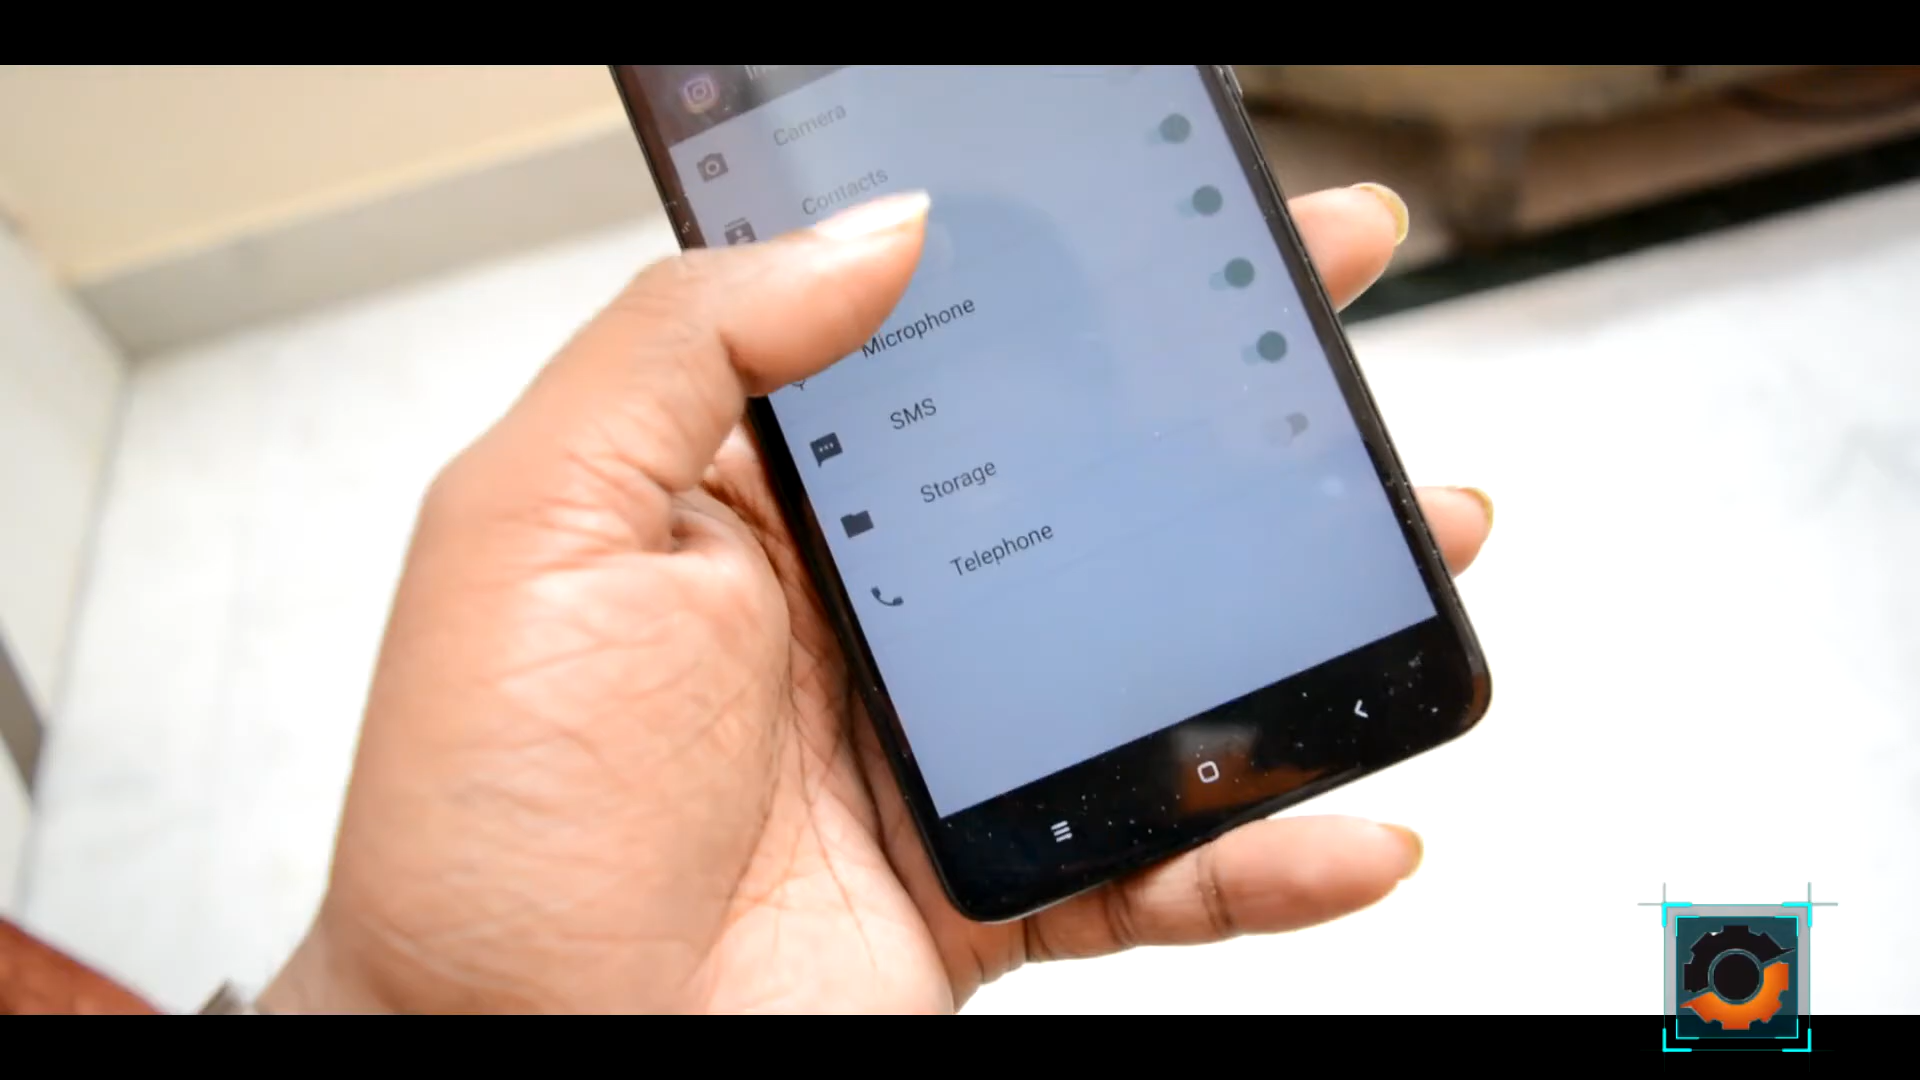 Camera
Contacts
Microphone
SMS
Storage
Telephone